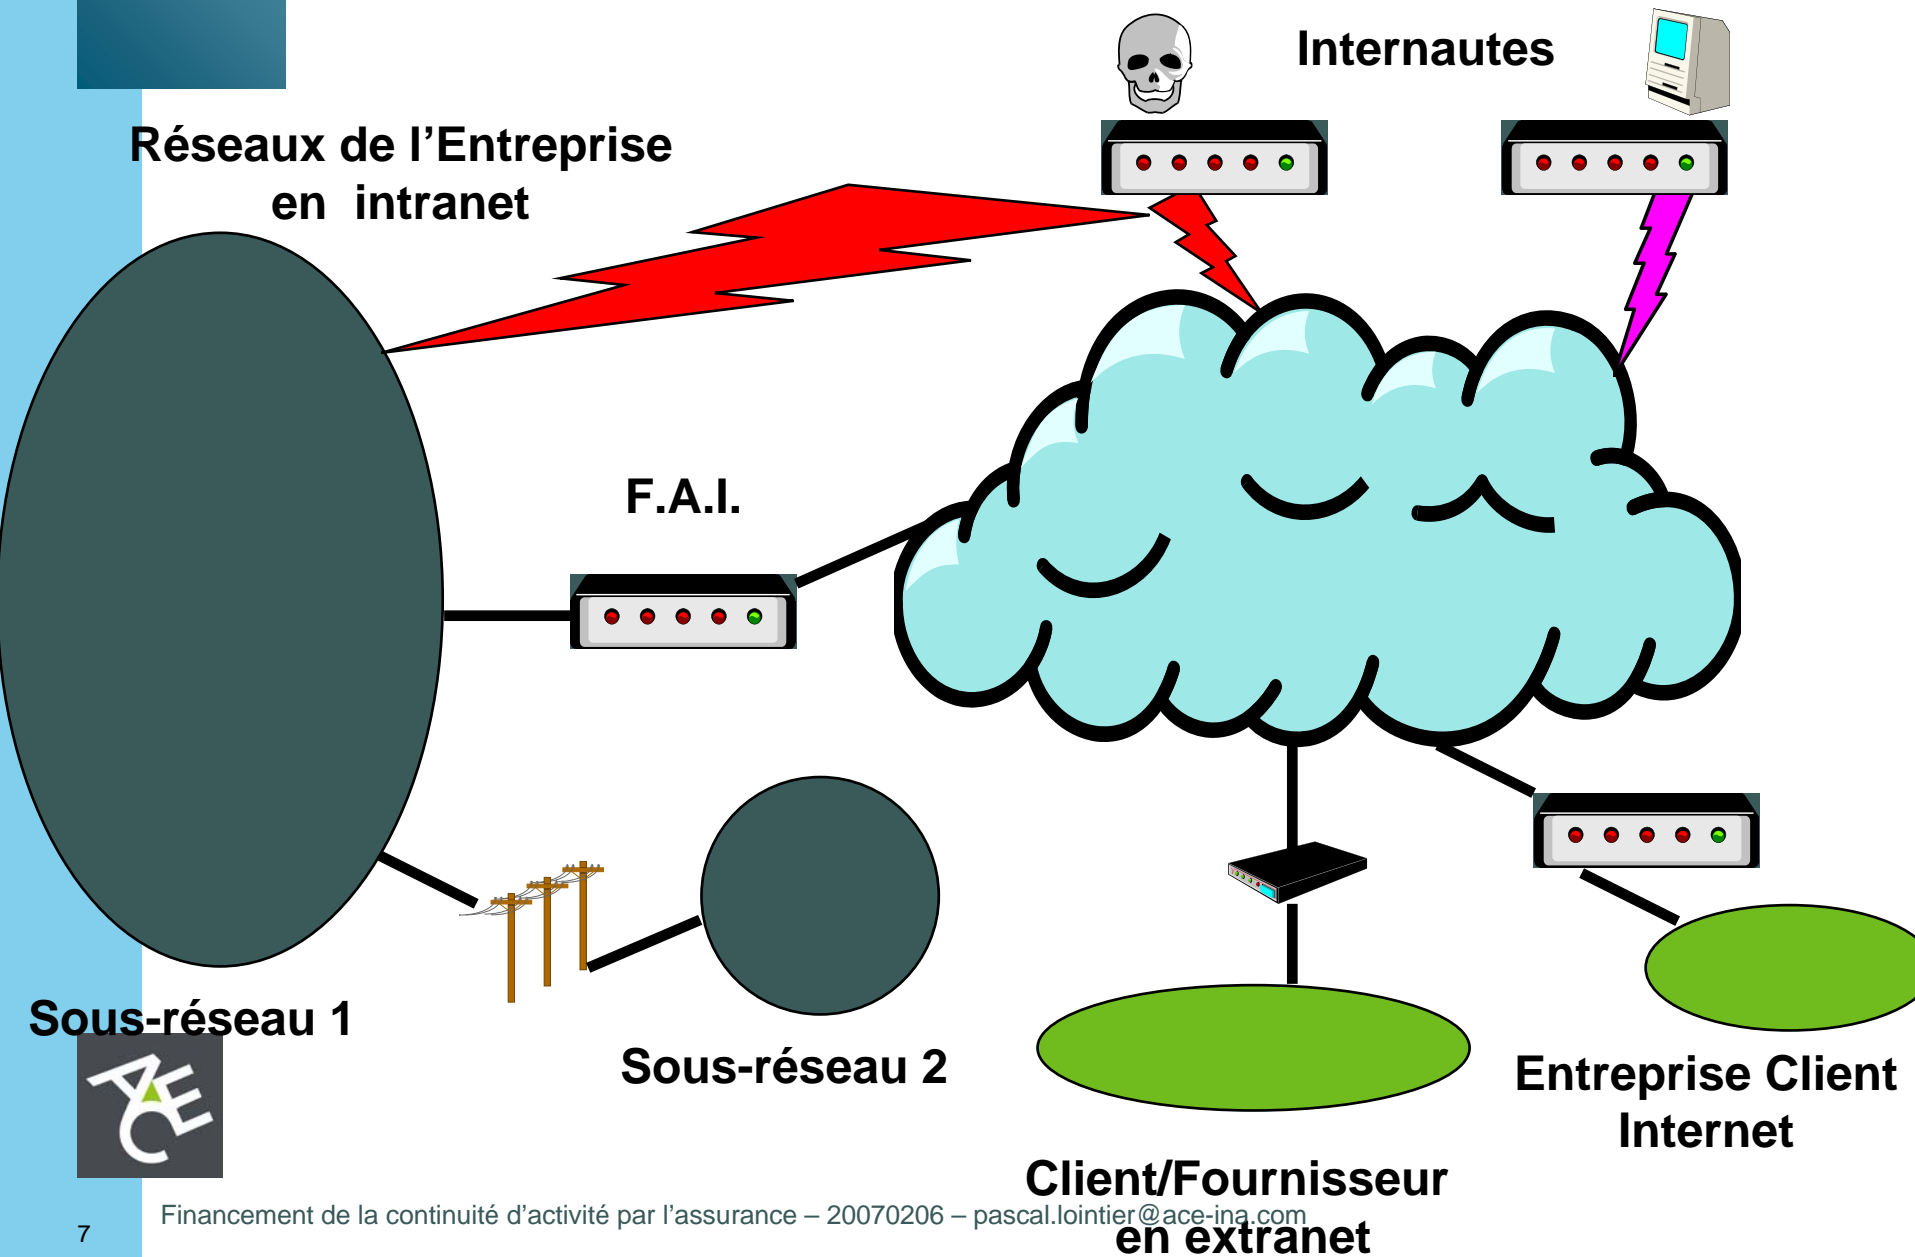 Internautes
Réseaux de l’Entreprise
en intranet
F.A.I.
Sous-réseau 1
Sous-réseau 2
Entreprise Client
Internet
Client/Fournisseur
en extranet
ACE
Financement de la continuité d’activité par l’assurance – 20070206 – pascal.lointier@ace-ina.com
7